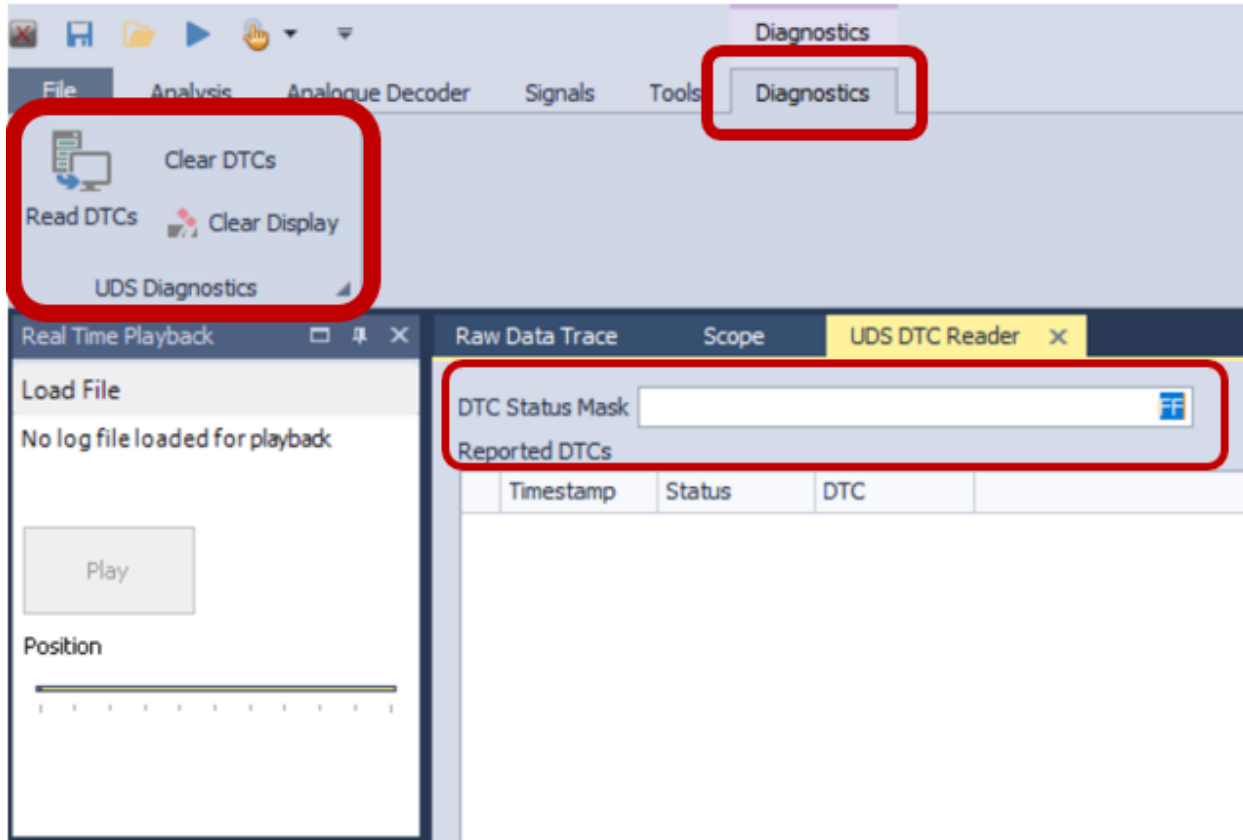 Diagnostics
File Analysis Analogue Decoder Signals Tools Diagnostics
Clear DTCs
Read DTCs
Clear Display
UDS Diagnostics
Real Time Playback
Raw Data Trace Scope UDS DTC Reader
Load File
DTC Status Mask FF
No log file loaded for playback
Reported DTCs
Timestamp Status DTC
Play
Position